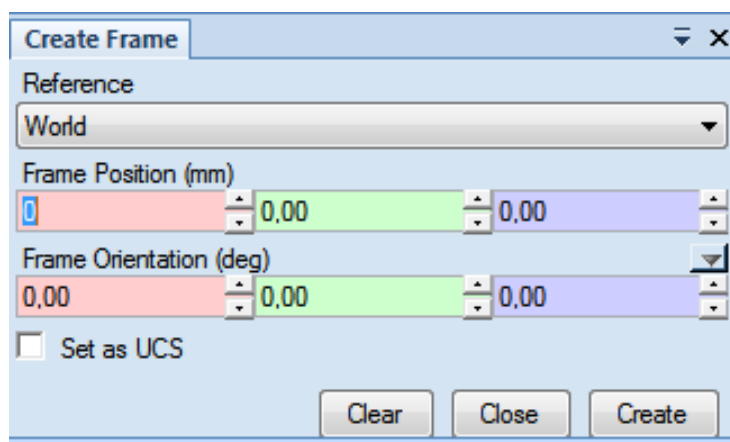 Create Frame
Reference
World
Frame Position (mm)
0 0,00 0,00
Frame Orientation (deg)
0,00 0,00 0,00
Set as UCS
Clear Close Create